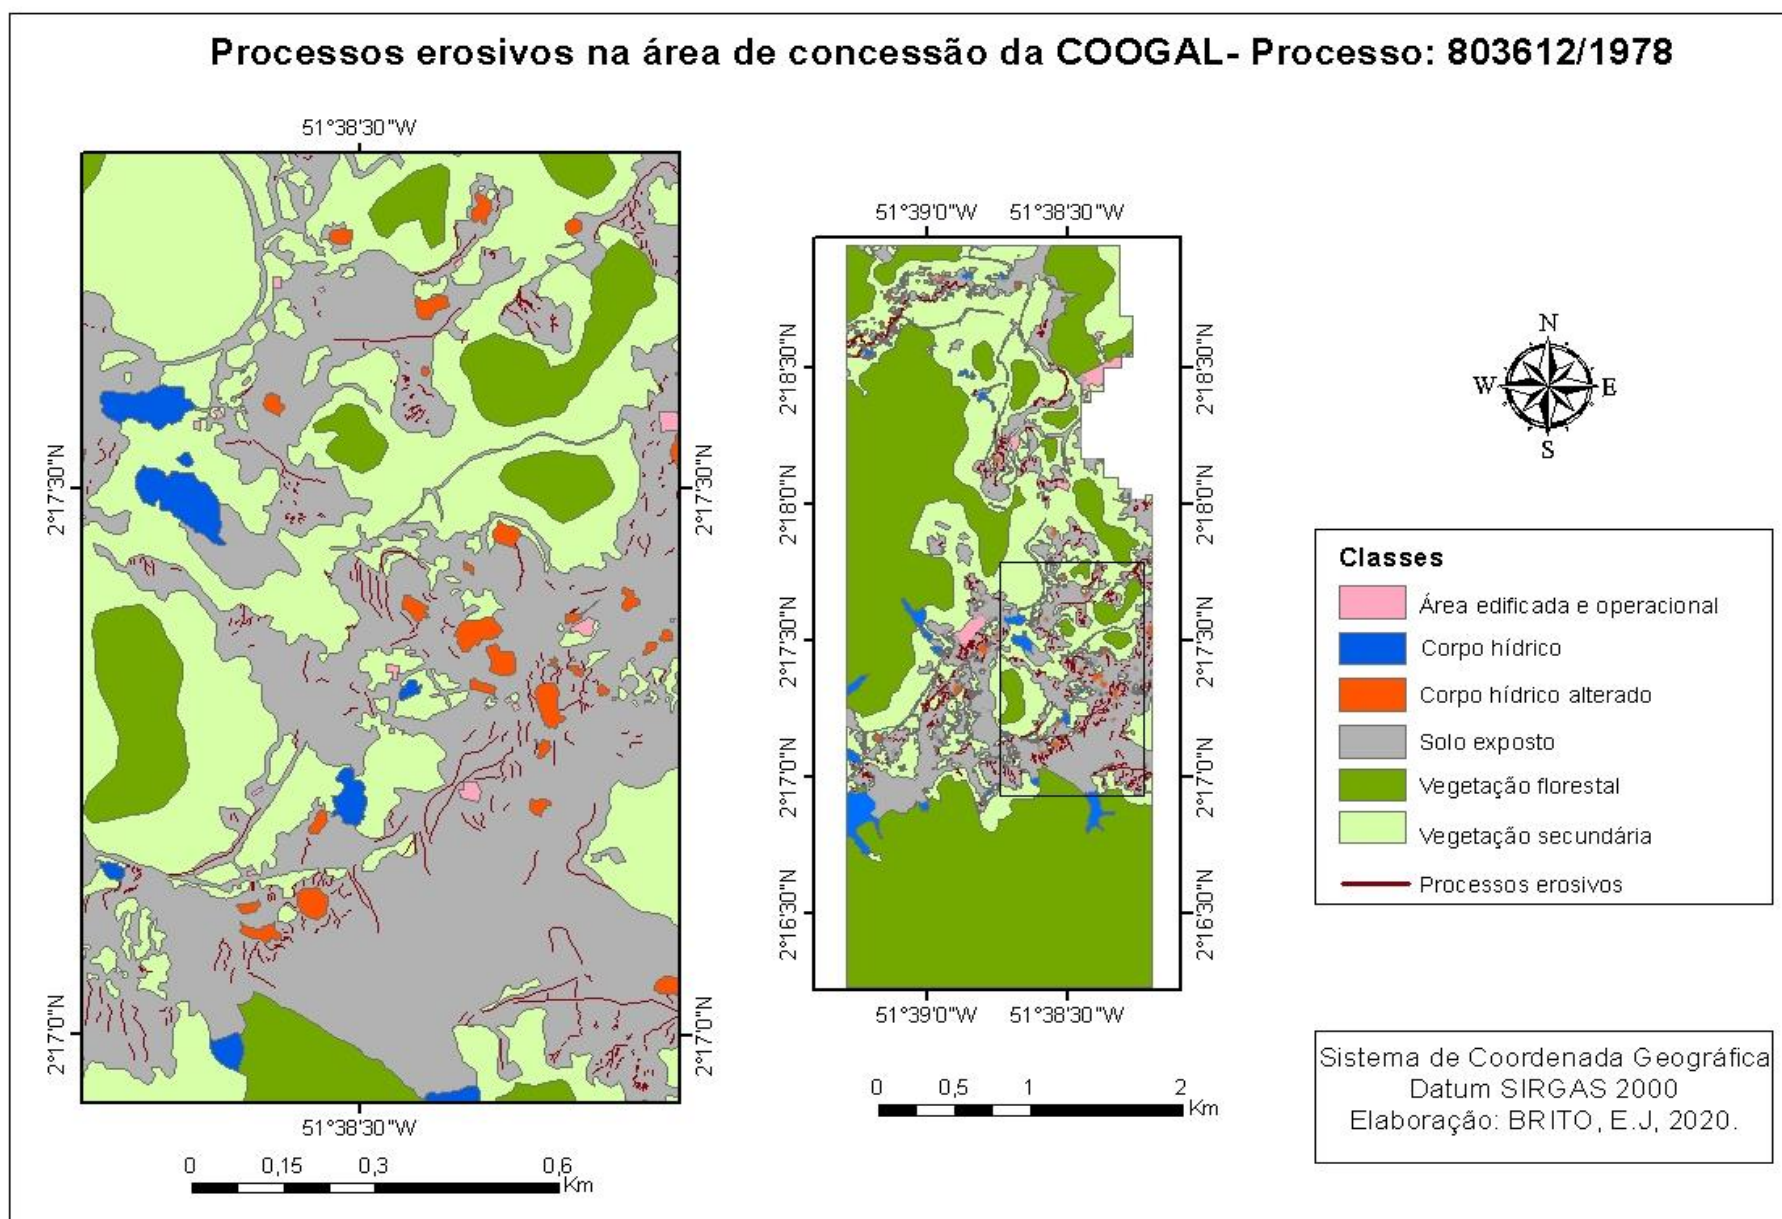 Processos erosivos na área de concessão da COOGAL- Processo: 803612/1978
51°38'30"W
2°17'30"N
2°17'30"N
2°17'0"N
2°17'0"N
51°38'30"W
0 0,15 0,3 0,6
Km
51°39'0"W 51°38'30"W
2°18'30"N
2°18'30"N
2°18'0"N
2°18'0"N
2°17'30"N
2°17'30"N
2°17'0"N
2°17'0"N
2°16'30"N
2°16'30"N
51°39'0"W 51°38'30"W
0 0,5 1 2
Km
N
W E
S
Classes
Área edificada e operacional
Corpo hídrico
Corpo hídrico alterado
Solo exposto
Vegetação florestal
Vegetação secundária
Processos erosivos
Sistema de Coordenada Geográfica
Datum SIRGAS 2000
Elaboração: BRITO, E.J, 2020.